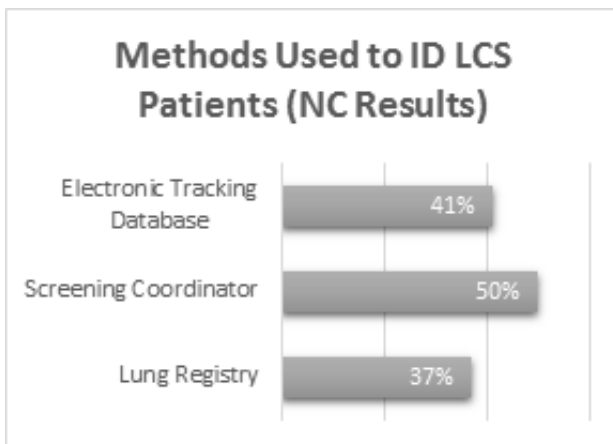 Methods Used to ID LCS
Patients (NC Results)
Electronic Tracking
Database
41%
Screening Coordinator
50%
Lung Registry
37%